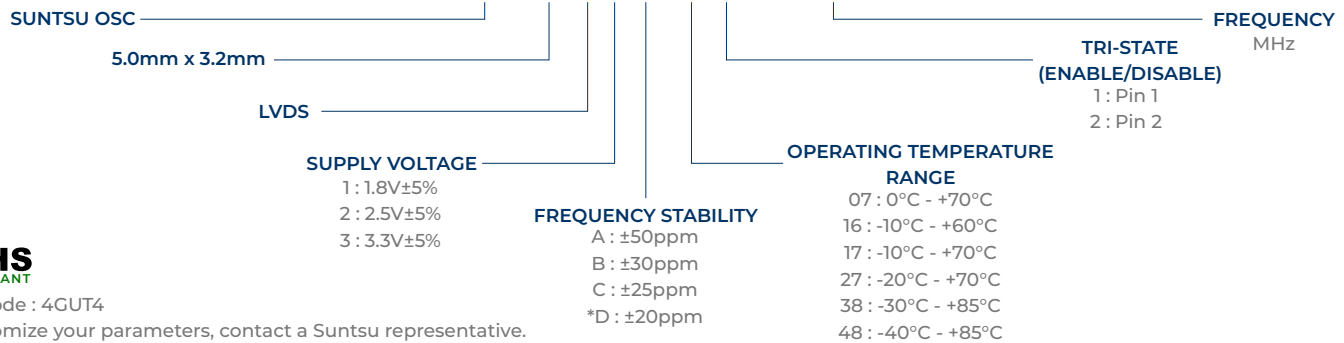 SUNTSU OSC
FREQUENCY
MHz
5.0mm x 3.2mm
TRI-STATE
(ENABLE/DISABLE)
1 : Pin 1
2 : Pin 2
LVDS
SUPPLY VOLTAGE
1 : 1.8V±5%
2 : 2.5V±5%
3 : 3.3V±5%
FREQUENCY STABILITY
A : ±50ppm
B : ±30ppm
C : ±25ppm
*D : ±20ppm
OPERATING TEMPERATURE
RANGE
07 : 0°C - +70°C
16 : -10°C - +60°C
17 : -10°C - +70°C
27 : -20°C - +70°C
38 : -30°C - +85°C
48 : -40°C - +85°C
HS
ANT
ode : 4GUT4
omize your parameters, contact a Suntsu representative.